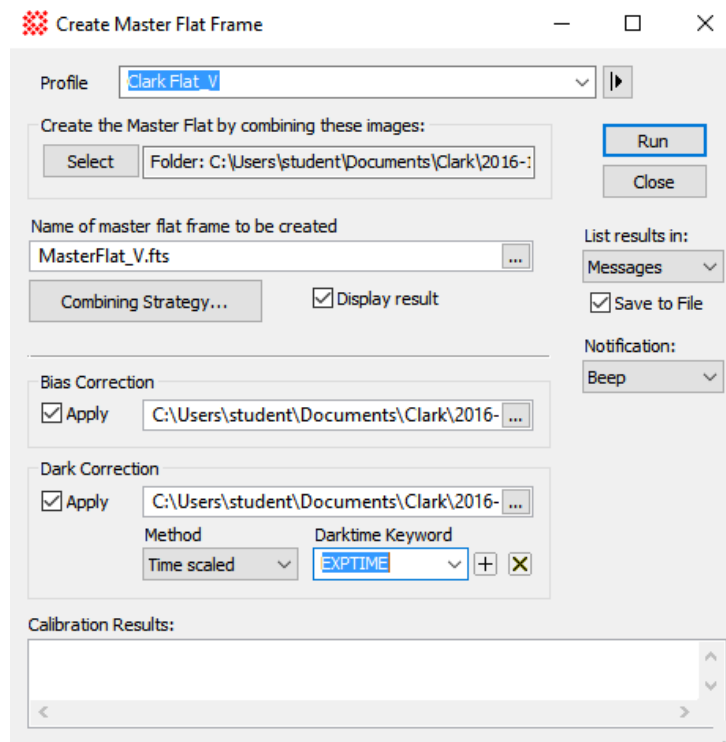 Create Master Flat Frame
Profile Clark Flat_V
Create the Master Flat by combining these images:
Select Folder: C:\Users\student\Documents\Clark\2016-1
Run
Close
Name of master flat frame to be created
MasterFlat_V.fts ...
Combining Strategy... Display result
List results in:
Messages
Save to File
Notification:
Beep
Bias Correction
Apply C:\Users\student\Documents\Clark\2016- ...
Dark Correction
Apply C:\Users\student\Documents\Clark\2016- ...
Method Darktime Keyword
Time scaled EXPTIME
Calibration Results: